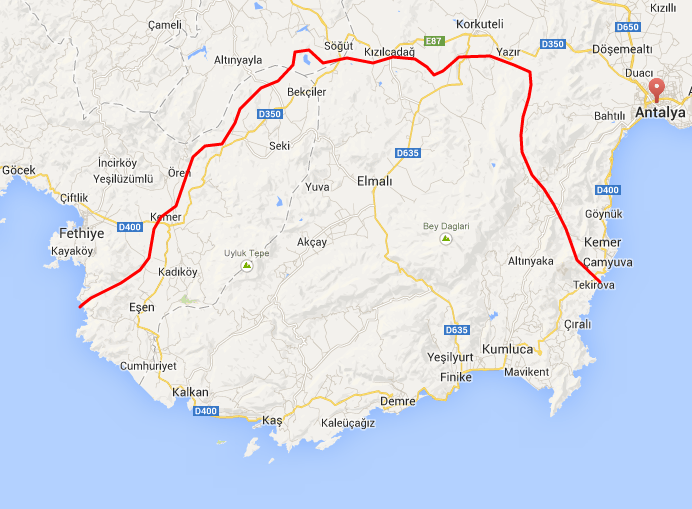 Çameli
Kızıllı
Korkuteli
D650
Söğüt
E87
Kızılcadağ
Yazır
D350
Döşemealtı
Altınyayla
Duacı
Bekçiler
Antalya
D350
Bahtılı
Seki
D635
İncirköy
Yeşilüzümlü
Ören
Göcek
Elmalı
Yuva
D400
Çiftlik
Kemer
Göynük
D400
Fethiye
Bey Daglari
Akçay
Kemer
Kayaköy
Uyluk Tepe
Altınyaka
Çamyuva
Kadıköy
Tekirova
Eşen
Çıralı
D635
Kumluca
Yeşilyurt
Cumhuriyet
Mavikent
Finike
Kalkan
Demre
D400
Kaş
Kaleüçağız